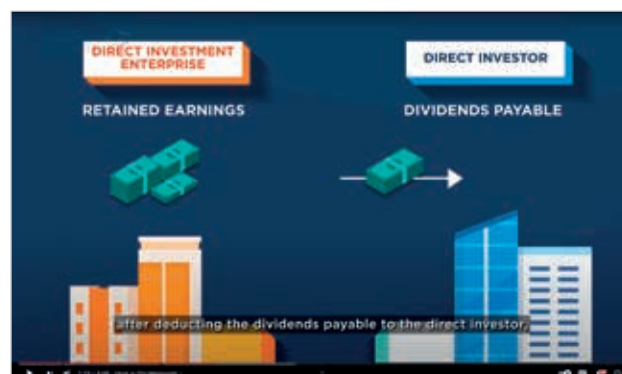 DIRECT INVESTMENT
ENTERPRISE
DIRECT INVESTOR
RETAINED EARNINGS
DIVIDENDS PAYABLE
after deducting the dividends payable to the direct investor,